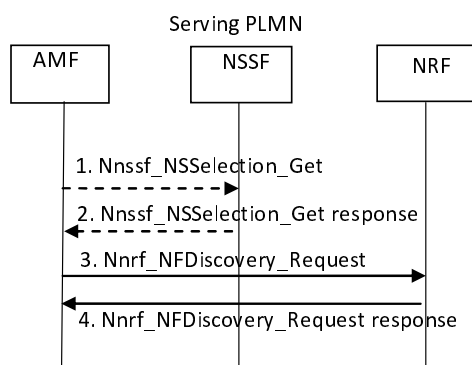 Serving PLMN
AMF
NSSF
NRF
1. Nnssf_NSSelection_Get
2. Nnssf_NSSelection_Get response
3. Nnrf_NFDiscovery_Request
4. Nnrf_NFDiscovery_Request response